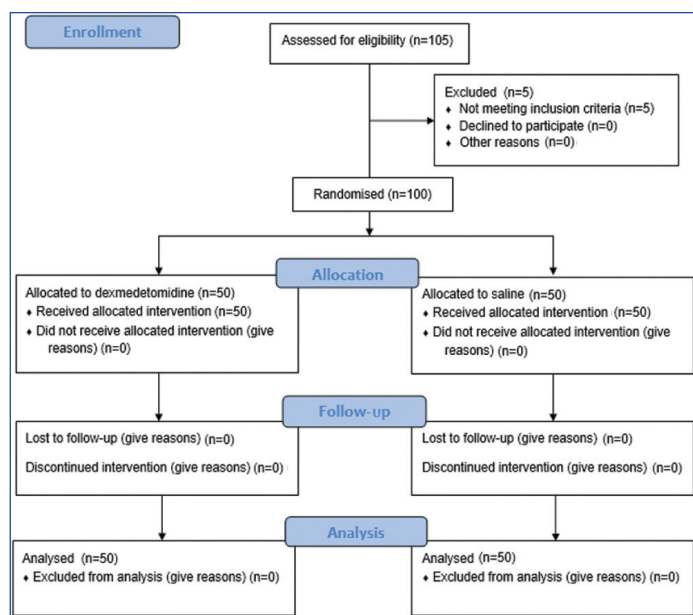 Enrollment
Assessed for eligibility (n=105)
Excluded (n=5)
♦ Not meeting inclusion criteria (n=5)
♦ Declined to participate (n=0)
♦ Other reasons (n=0)
Randomised (n=100)
Allocation
Allocated to dexmedetomidine (n=50)
♦ Received allocated intervention (n=50)
♦ Did not receive allocated intervention (give
reasons) (n=0)
Allocated to saline (n=50)
♦ Received allocated intervention (n=50)
♦ Did not receive allocated intervention (give
reasons) (n=0)
Follow-up
Lost to follow-up (give reasons) (n=0)
Discontinued intervention (give reasons) (n=0)
Lost to follow-up (give reasons) (n=0)
Discontinued intervention (give reasons) (n=0)
Analysis
Analysed (n=50)
♦ Excluded from analysis (give reasons) (n=0)
Analysed (n=50)
♦ Excluded from analysis (give reasons) (n=0)